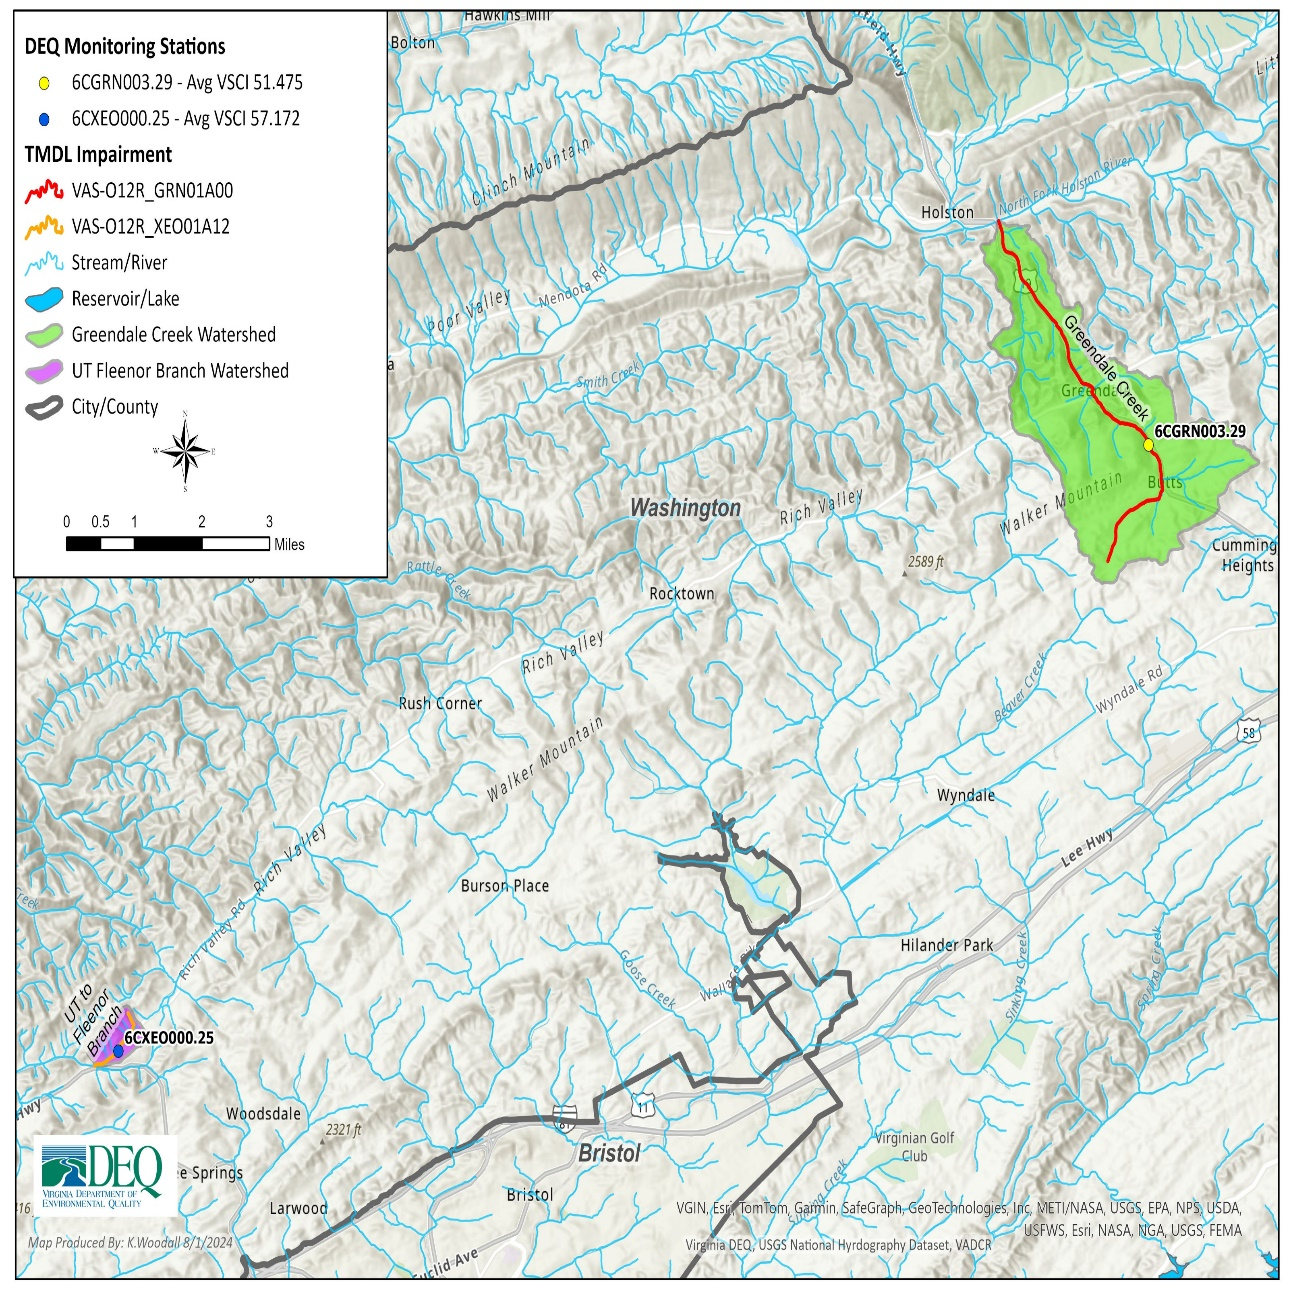 DEQ Monitoring Stations
6CGRN003.29 - Avg VSCI 51.475
6CXEO000.25 - Avg VSCI 57.172
TMDL Impairment
VAS-O12R_GRN01A00
VAS-O12R_XEO01A12
Stream/River
Reservoir/Lake
Greendale Creek Watershed
UT Fleenor Branch Watershed
City/County
N
W E
S
0 0.5 1 2 3
Miles
Hawkins Mill
Bolton
Clinch Mountain
Holston
North Fork Holston River
Mendota Rd
Poor Valley
Smith Creek
Greendale Creek
6CGRN003.29
Butts
Walker Mountain
Washington
Rich Valley
2589 ft
Cumming
Heights
Rattle Creek
Rocktown
Rich Valley
Rush Corner
Beaver Creek
Wyndale Rd
58
Walker Mountain
Wyndale
Lee Hwy
Rich Valley
Burson Place
Rich Valley Rd
Creek
Hilander Park
Goose Creek
Sinking Creek
Spring Creek
UT to
Fleenor
Branch
6CXEO000.25
Hwy
Woodsdale
2321 ft
11
81
Bristol
Virginian Golf
Club
ee Springs
Bristol
Larwood
Spring Creek
Euclid Ave
DEQ
VIRGINIA DEPARTMENT OF
ENVIRONMENTAL QUALITY
Map Produced By: K.Woodall 8/1/2024
VGIN, Esri, TomTom, Garmin, SafeGraph, GeoTechnologies, Inc, METI/NASA, USGS, EPA, NPS, USDA,
USFWS, Esri, NASA, NGA, USGS, FEMA
Virginia DEQ, USGS National Hyrdography Dataset, VADCR